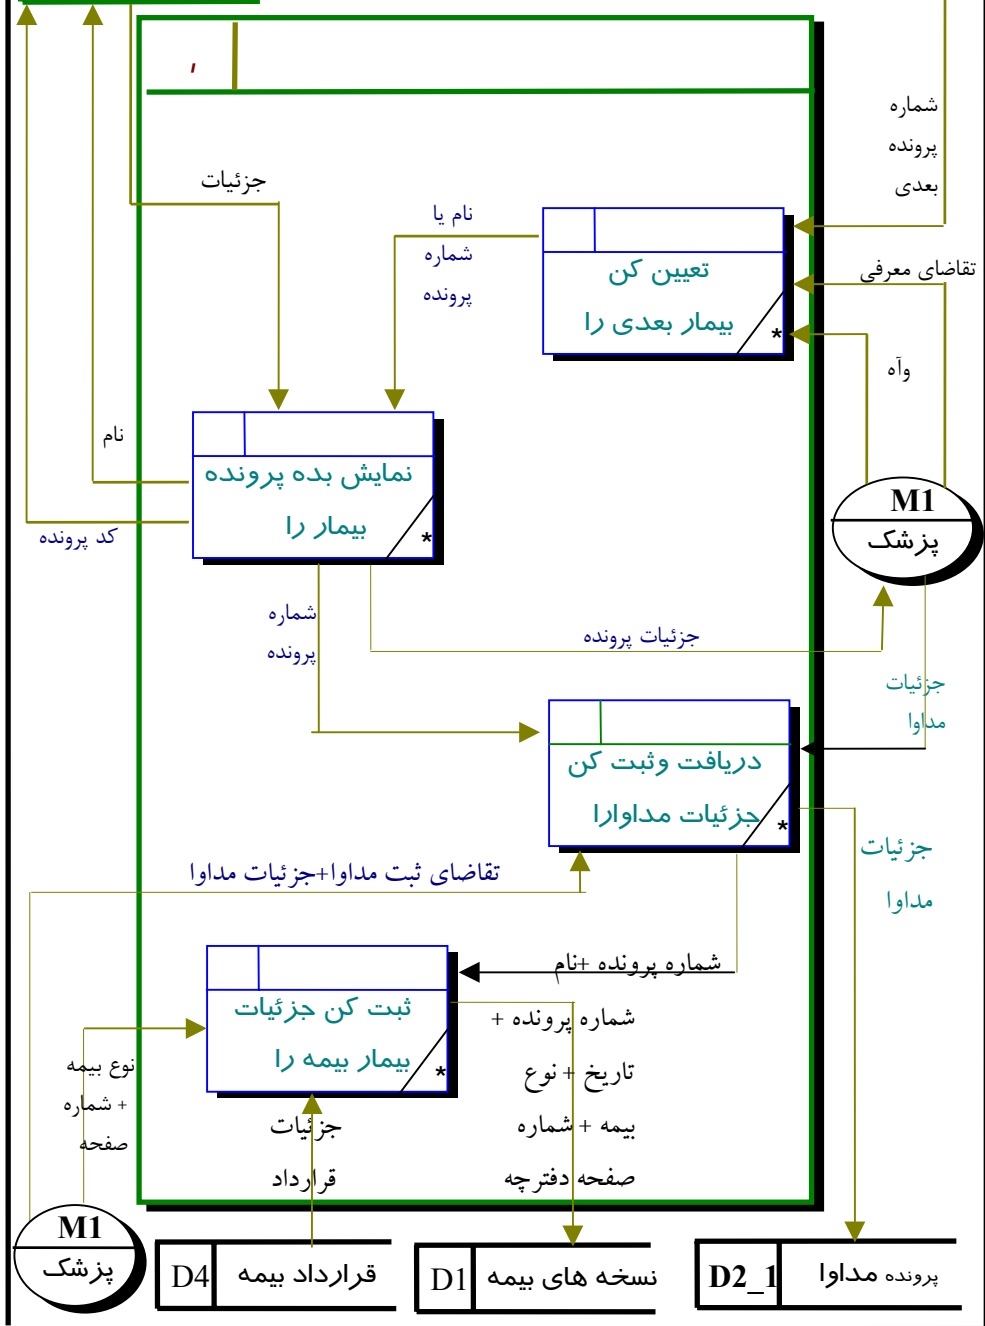 شماره
پرونده
بعدی
جزئیات
نام یا
شماره
پرونده
تعیین کن
بیمار بعدی را
*
تقاضای معرفی
وآه
نام
نمایش بده پرونده
بیمار را
*
کد پرونده
M1
پزشک
شماره
پرونده
جزئیات پرونده
جزئیات
مداوا
دریافت وثبت کن
جزئیات مداوارا
*
جزئیات
مداوا
تقاضای ثبت مداوا+جزئیات مداوا
شماره پرونده +نام
ثبت کن جزئیات
بیمار بیمه را
*
شماره پرونده +
تاریخ + نوع
بیمه + شماره
صفحه دفترچه
نوع بیمه
+ شماره
صفحه
جزئیات
قرارداد
M1
پزشک
D4 قرارداد بیمه
D1 نسخه های بیمه
D2_1 پرونده مداوا